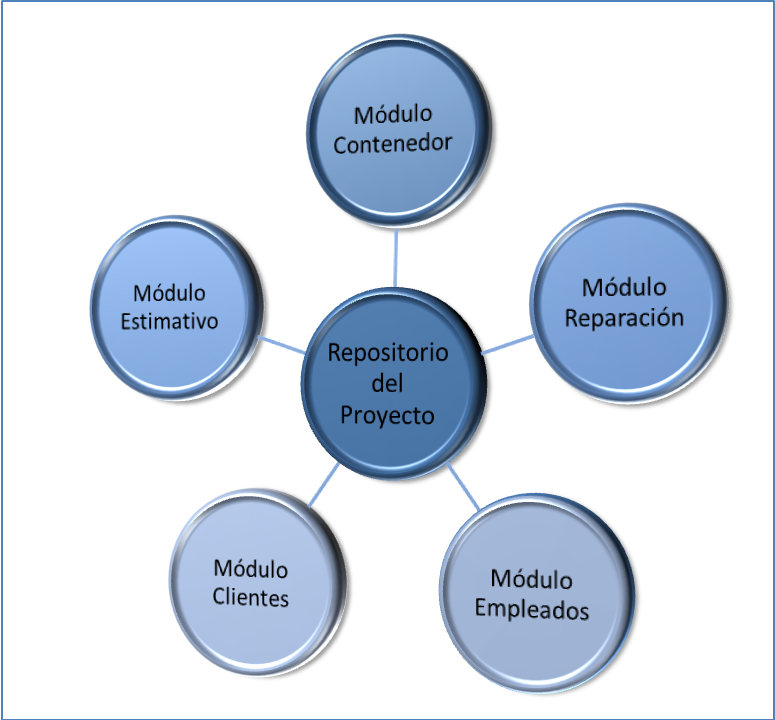 Módulo
Contenedor
Módulo
Estimativo
Módulo
Reparación
Repositorio
del
Proyecto
Módulo
Clientes
Módulo
Empleados